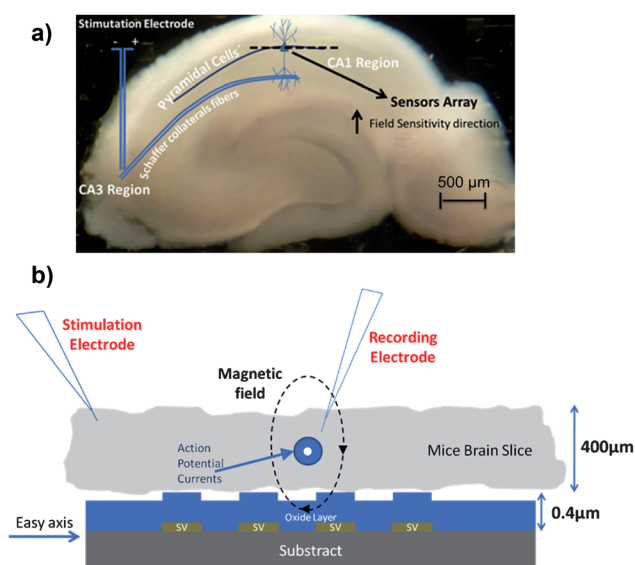 a)
Stimutation Electrode
- +
Pyramidal Cells
CA1 Region
Sensors Array
Field Sensitivity direction
Schaffer collaterals fibers
CA3 Region
500 μm
b)
Stimulation
Electrode
Recording
Electrode
Magnetic
field
Action
Potential
Currents
Mice Brain Slice
400μm
Oxide Layer
0.4μm
Easy axis
SV SV SV SV
Substract